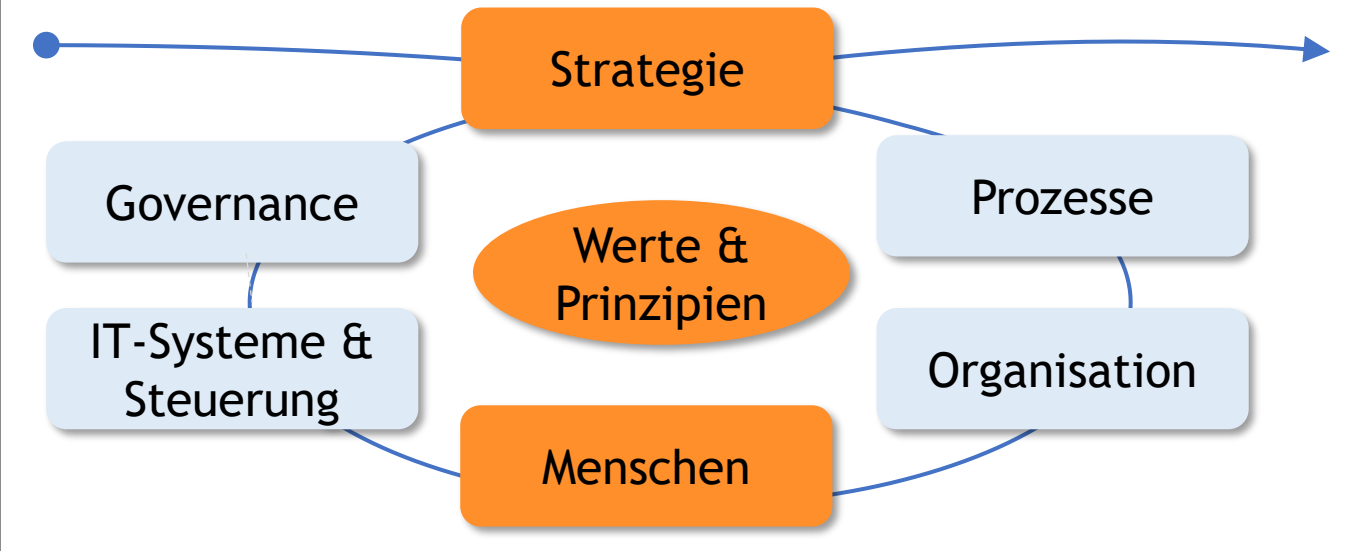 Strategie
Governance
Prozesse
Werte &
Prinzipien
IT-Systeme &
Steuerung
Organisation
Menschen